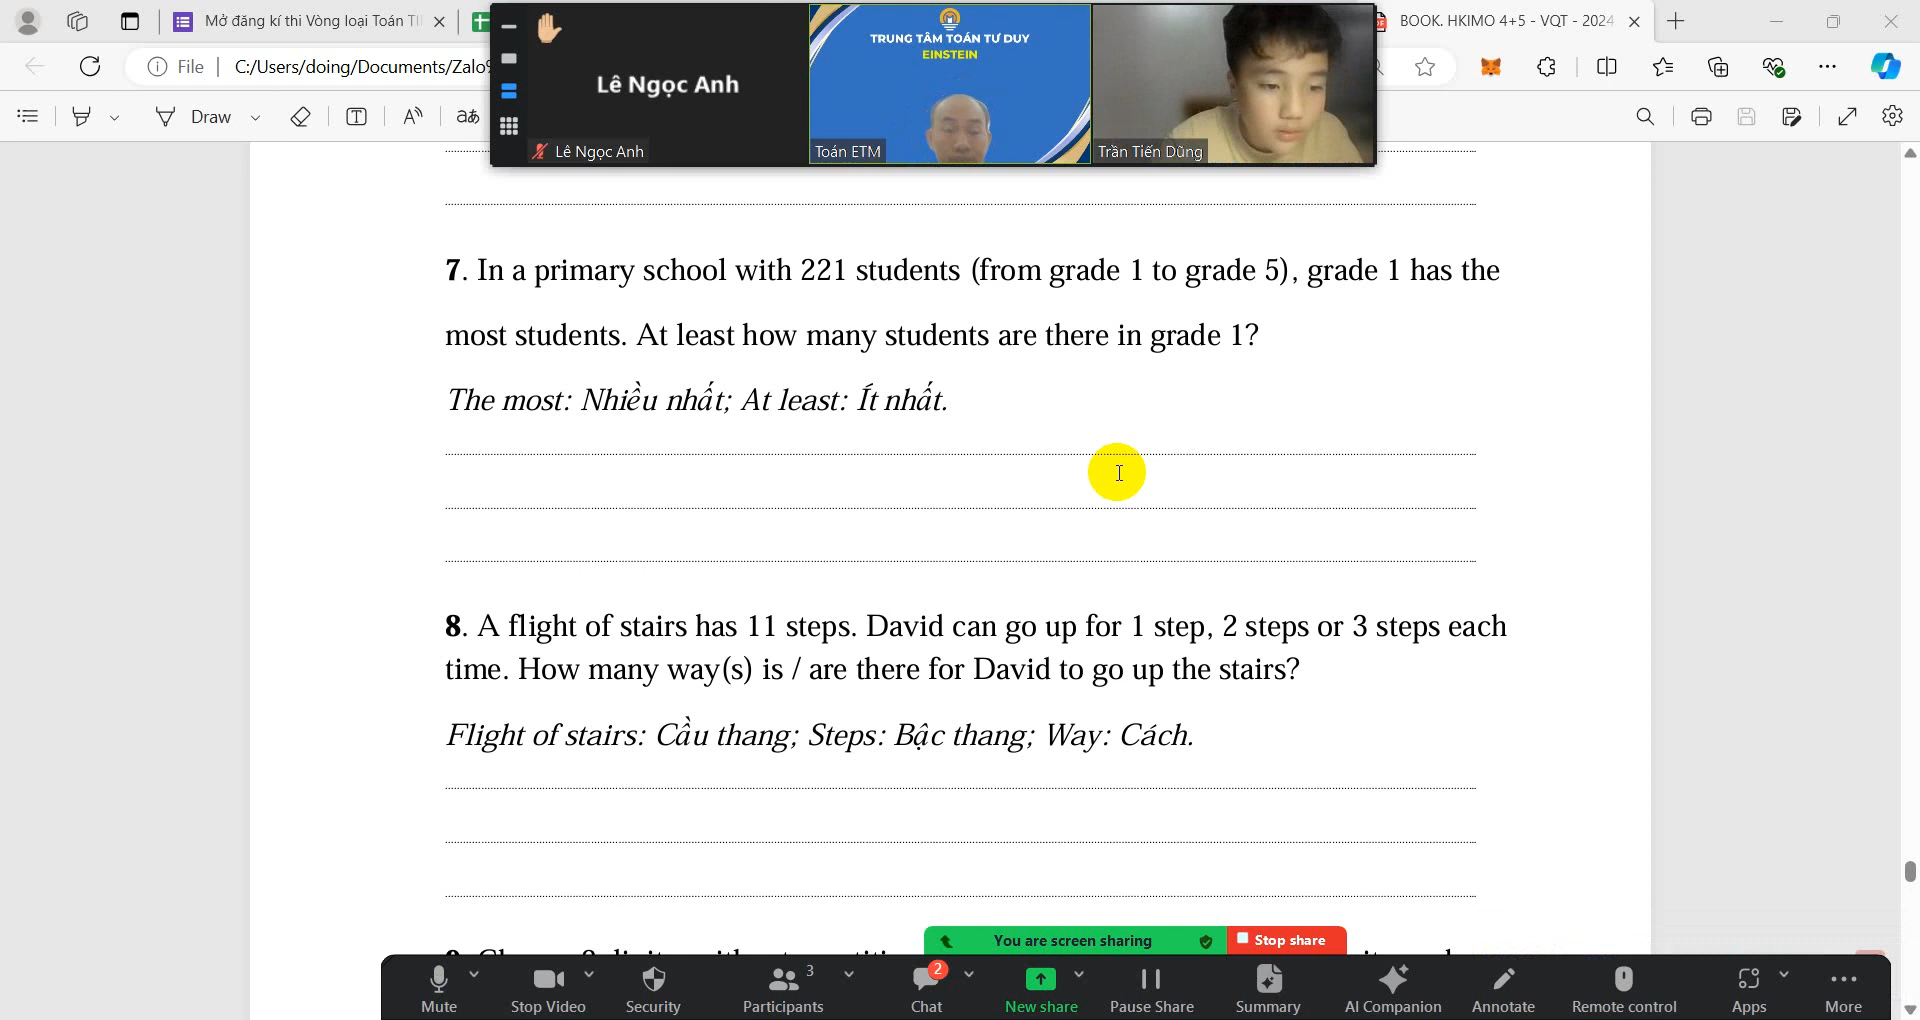 Mở đăng kí thi Vòng loại Toán TII
BOOK. HKIMO 4+5 - VQT - 2024
File
C:/Users/doing/Documents/Zalo
Draw
Lê Ngọc Anh
Lê Ngọc Anh
TRUNG TÂM TOÁN TƯ DUY
EINSTEIN
Toán ETM
Trần Tiến Dũng
7. In a primary school with 221 students (from grade 1 to grade 5), grade 1 has the
most students. At least how many students are there in grade 1?
The most: Nhiều nhất; At least: Ít nhất.
8. A flight of stairs has 11 steps. David can go up for 1 step, 2 steps or 3 steps each
time. How many way(s) is / are there for David to go up the stairs?
Flight of stairs: Cầu thang; Steps: Bậc thang; Way: Cách.
You are screen sharing
Stop share
Mute
Stop Video
Security
Participants
3
Chat
2
New share
Pause Share
Summary
AI Companion
Annotate
Remote control
Apps
More